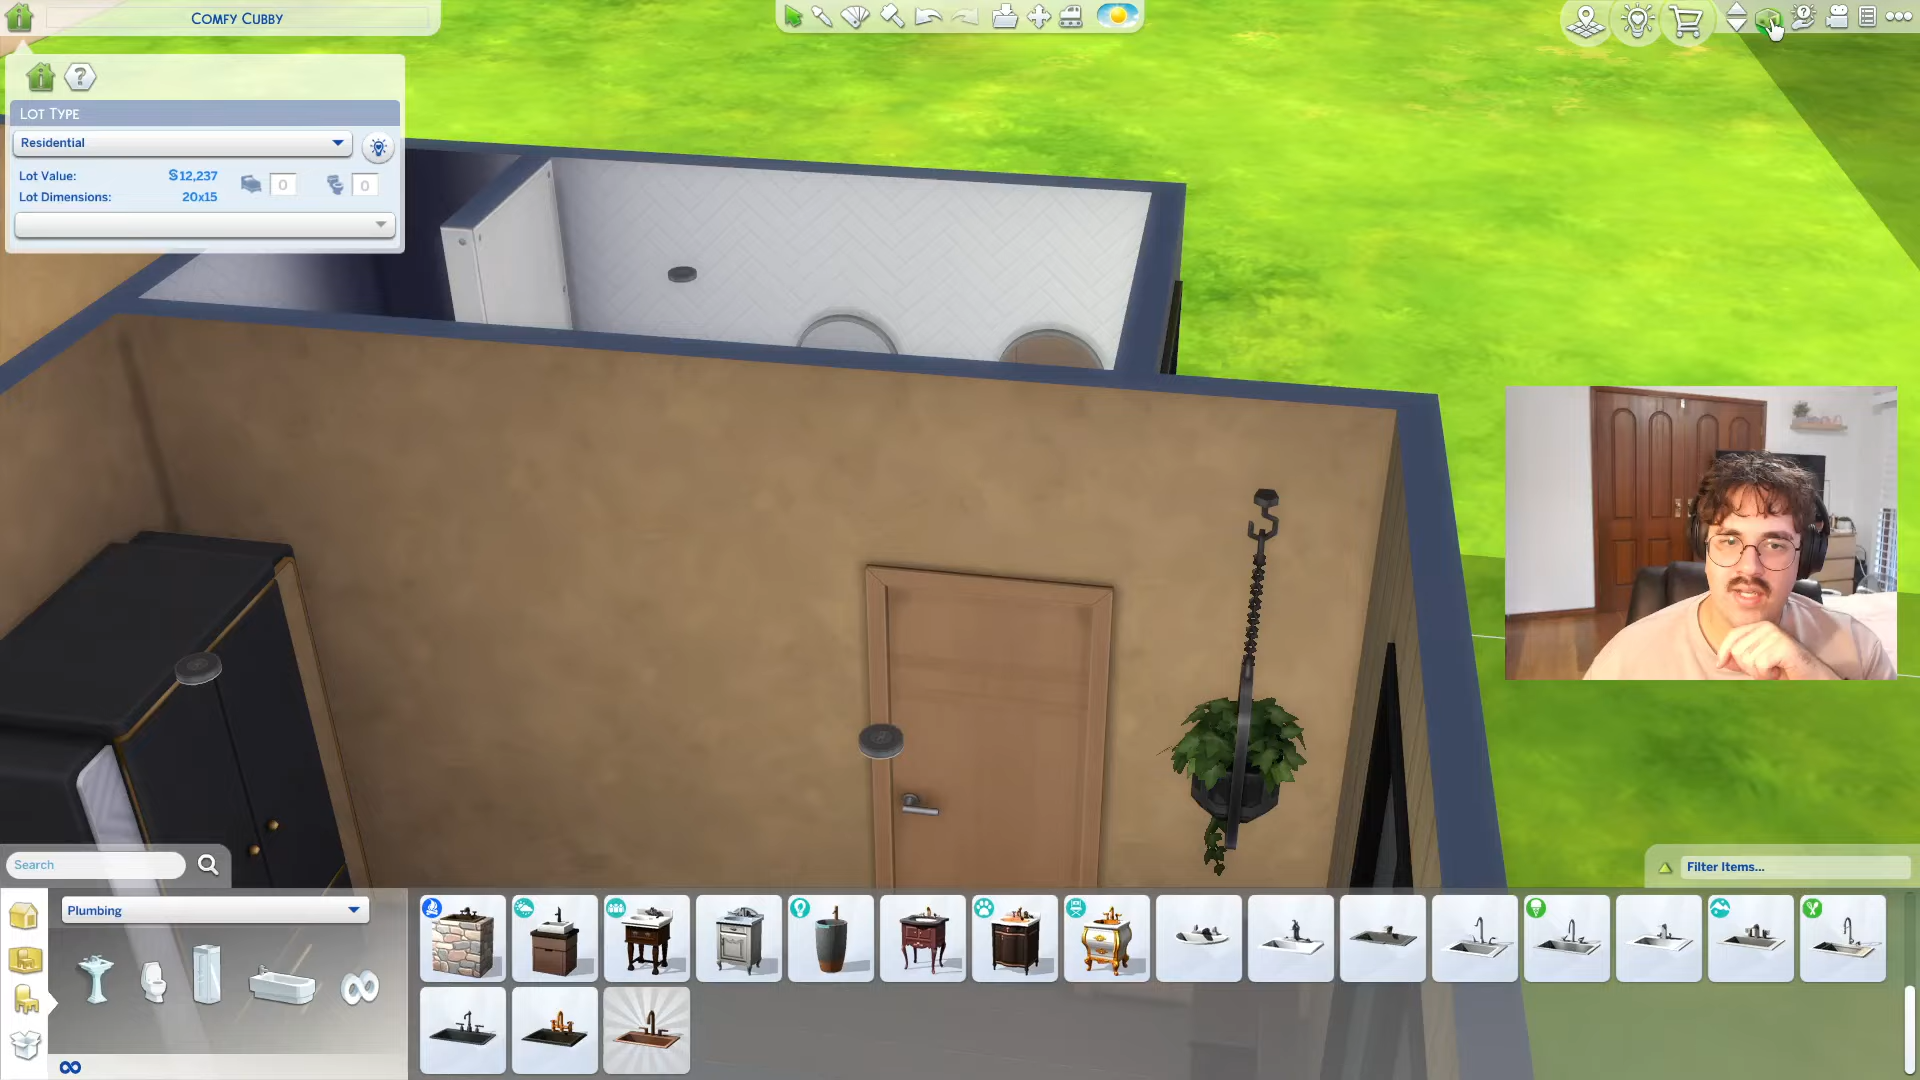 COMFY CUBBY
LOT TYPE
Residential
Lot Value:
§12,237
0
0
Lot Dimensions:
20x15
Search
Filter Items...
Plumbing